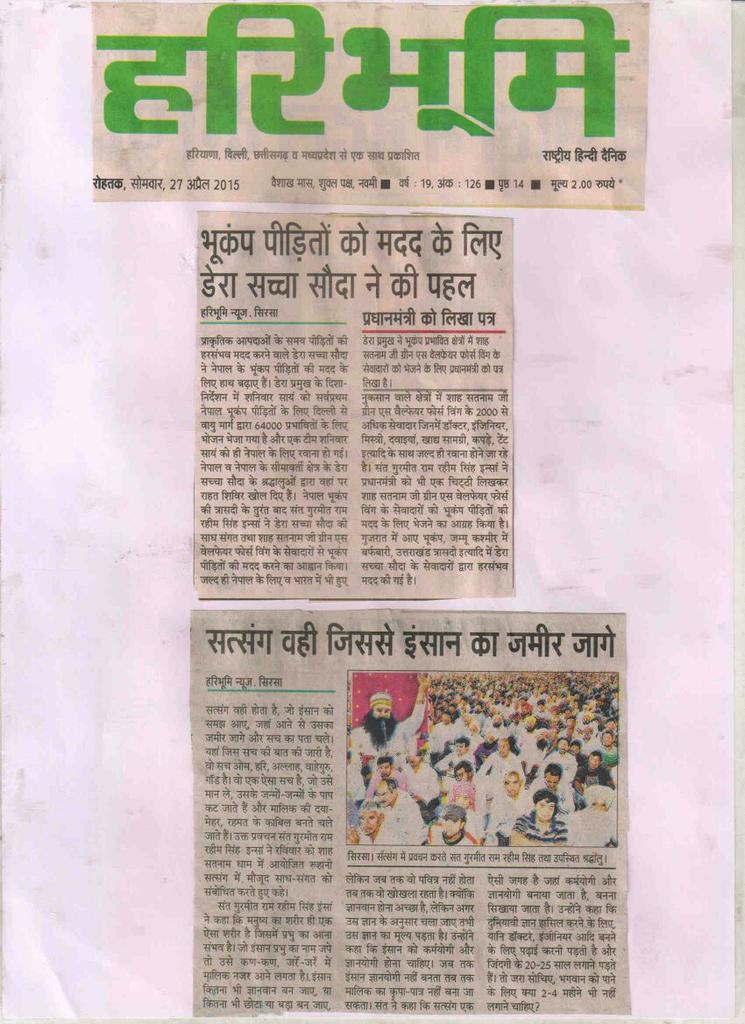 हरिभूमि
हरियाणा, दिल्ली, छत्तीसगढ़ व मध्यप्रदेश से एक साथ प्रकाशित
राष्ट्रीय हिन्दी दैनिक
रोहतक, सोमवार, 27 अप्रैल 2015
वैशाख मास, शुक्ल पक्ष, नवमी ■ वर्ष : 19, अंक : 126 ■ पृष्ठ 14 ■ मूल्य 2.00 रुपये *
भूकंप पीड़ितों को मदद के लिए
डेरा सच्चा सौदा ने की पहल
हरिभूमि न्यूज. सिरसा
प्राकृतिक आपदाओं के समय पीड़ितों की
हरसंभव मदद करने वाले डेरा सच्चा सौदा
ने नेपाल के भूकंप पीड़ितों की मदद के
लिए हाथ बढ़ाए हैं। डेरा प्रमुख के दिशा-
निर्देशन में शनिवार सायं को सर्वप्रथम
नेपाल भूकंप पीड़ितों के लिए दिल्ली से
वायु मार्ग द्वारा 64000 प्रभावितों के लिए
भोजन भेजा गया है और एक टीम शनिवार
सायं को ही नेपाल के लिए रवाना हो गई।
नेपाल व नेपाल के सीमावर्ती क्षेत्र के डेरा
सच्चा सौदा के श्रद्धालुओं द्वारा वहां पर
राहत शिविर खोल दिए हैं। नेपाल भूकंप
की त्रासदी के तुरंत बाद संत गुरमीत राम
रहीम सिंह इन्सां ने डेरा सच्चा सौदा की
साध संगत तथा शाह सतनाम जी ग्रीन एस
वेलफेयर फोर्स विंग के सेवादारों से भूकंप
पीड़ितों की मदद करने का आह्वान किया।
जल्द ही नेपाल के लिए व भारत में भी हुए
प्रधानमंत्री को लिखा पत्र
डेरा प्रमुख ने भूकंप प्रभावित क्षेत्रों में शाह
सतनाम जी ग्रीन एस वेलफेयर फोर्स विंग के
सेवादारों को भेजने के लिए प्रधानमंत्री को पत्र
लिखा है।
नुकसान वाले क्षेत्रों में शाह सतनाम जी
ग्रीन एस वैल्फेयर फोर्स विंग के 2000 से
अधिक सेवादार जिनमें डॉक्टर, इंजिनियर,
मिस्त्री, दवाइयां, खाद्य सामग्री, कपड़े, टेंट
इत्यादि के साथ जल्द ही रवाना होने जा रहे
है। संत गुरमीत राम रहीम सिंह इन्सां ने
प्रधानमंत्री को भी एक चिट्ठी लिखकर
शाह सतनाम जी ग्रीन एस वेलफेयर फोर्स
विंग के सेवादारों को भूकंप पीड़ितों की
मदद के लिए भेजने का आग्रह किया है।
गुजरात में आए भूकंप, जम्मू कश्मीर में
बर्फबारी, उत्तराखंड त्रासदी इत्यादि में डेरा
सच्चा सौदा के सेवादारों द्वारा हरसंभव
मदद की गई है।
सत्संग वही जिससे इंसान का जमीर जागे
हरिभूमि न्यूज. सिरसा
सत्संग वही होता है, जो इंसान को
समझ आए, जहां आने से उसका
जमीर जागे और सच का पता चले।
यहां जिस सच की बात की जारी है,
वो सच ओम, हरि, अल्लाह, वाहेगुरु,
गॉड है। वो एक ऐसा सच है, जो उसे
मान ले, उसके जन्मों-जन्मों के पाप
कट जाते हैं और मालिक की दया-
मेहर, रहमत के काबिल बनते चले
जाते हैं। उक्त प्रवचन संत गुरमीत राम
रहीम सिंह इन्सां ने रविवार को शाह
सतनाम धाम में आयोजित रूहानी
सत्संग में मौजूद साध-संगत को
संबोधित करते हुए कहे।
संत गुरमीत राम रहीम सिंह इंसां
ने कहा कि मनुष्य का शरीर ही एक
ऐसा शरीर है जिसमें प्रभु का आना
संभव है। जो इंसान प्रभु का नाम जपे
तो उसे कण-कण, जर्रे-जर्रे में
मालिक नजर आने लगता है। इंसान
कितना भी ज्ञानवान बन जाए, या
कितना भी छोटा या बड़ा बन जाए,
सिरसा। सत्संग में प्रवचन करते संत गुरमीत राम रहीम सिंह तथा उपस्थित श्रद्धालु।
लेकिन जब तक वो पवित्र नहीं होता
तब तक वो खोखला रहता है। क्योंकि
ज्ञानवान होना अच्छा है, लेकिन अगर
उस ज्ञान के अनुसार चला जाए तभी
उस ज्ञान का मूल्य पड़ता है। उन्होंने
कहा कि इंसान को कर्मयोगी और
ज्ञानयोगी होना चाहिए। जब तक
इंसान ज्ञानयोगी नहीं बनता तब तक
मालिक का कृपा-पात्र नहीं बना जा
सकता। संत ने कहा कि सत्संग एक
ऐसी जगह है जहां कर्मयोगी और
ज्ञानयोगी बनाया जाता है, बनना
सिखाया जाता है। उन्होंने कहा कि
दुनियावी ज्ञान हासिल करने के लिए,
यानि डॉक्टर, इंजीनियर आदि बनने
के लिए पढ़ाई करनी पड़ती है और
जिंदगी के 20-25 साल लगाने पड़ते
हैं। तो जरा सोचिए, भगवान को पाने
के लिए क्या 2-4 महीने भी नहीं
लगाने चाहिए?